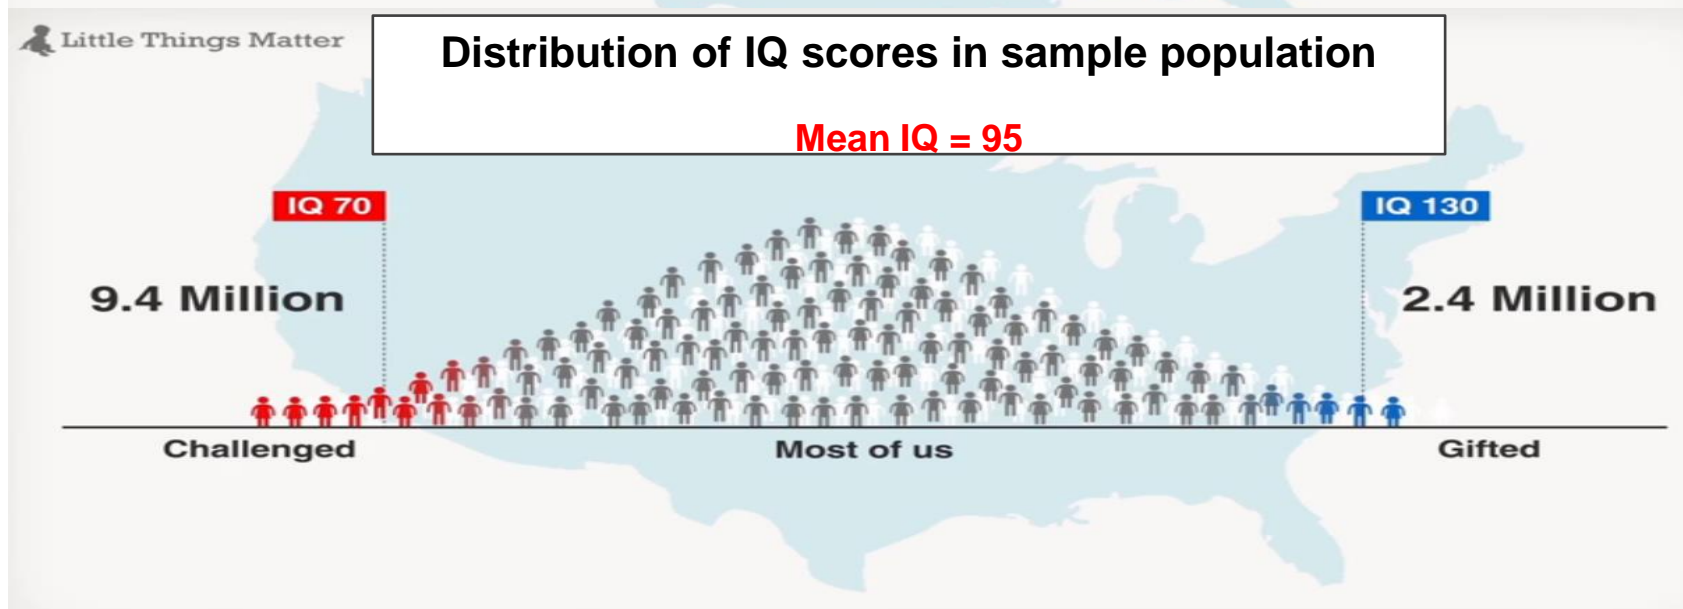 Little Things Matter
Distribution of IQ scores in sample population
Mean IQ = 95
IQ 70
IQ 130
9.4 Million
2.4 Million
Challenged
Most of us
Gifted